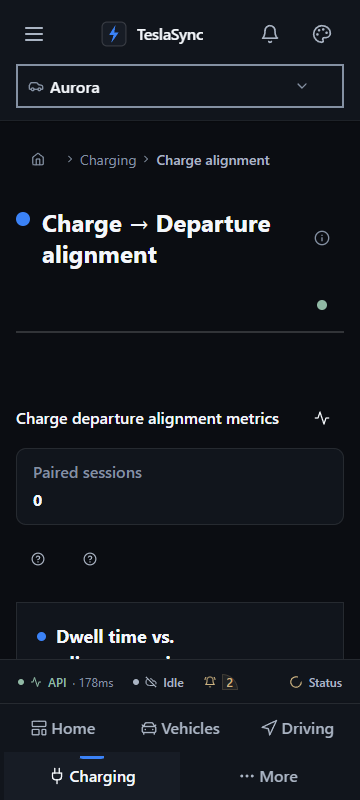 TeslaSync
Aurora
Charging
Charge alignment
Charge → Departure
alignment
Charge departure alignment metrics
Paired sessions
0
Dwell time vs.
API · 178ms
Idle
2
Status
Home
Vehicles
Driving
Charging
More